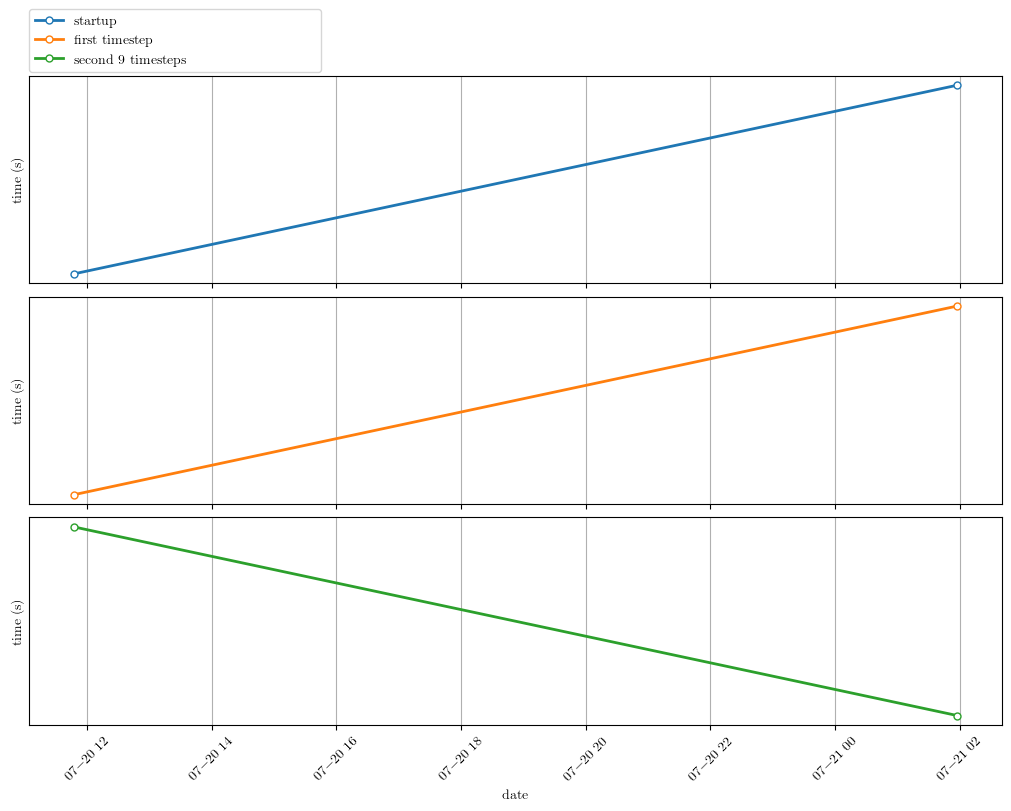 startup
first timestep
second 9 timesteps
time (s)
time (s)
time (s)
07−20 12
07−20 14
07−20 16
07−20 18
07−20 20
07−20 22
07−21 00
07−21 02
date